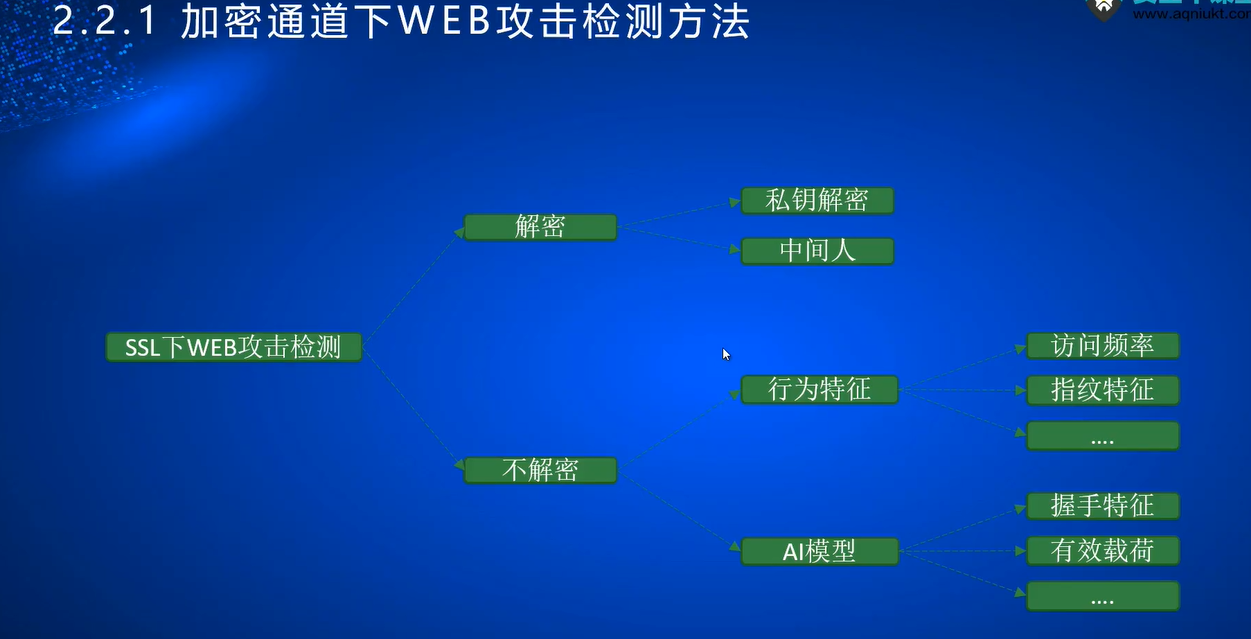 2.2.1 加密通道下WEB攻击检测方法
www.aqniukt.com
私钥解密
解密
中间人
SSL下WEB攻击检测
访问频率
行为特征
指纹特征
....
不解密
握手特征
AI模型
有效载荷
....